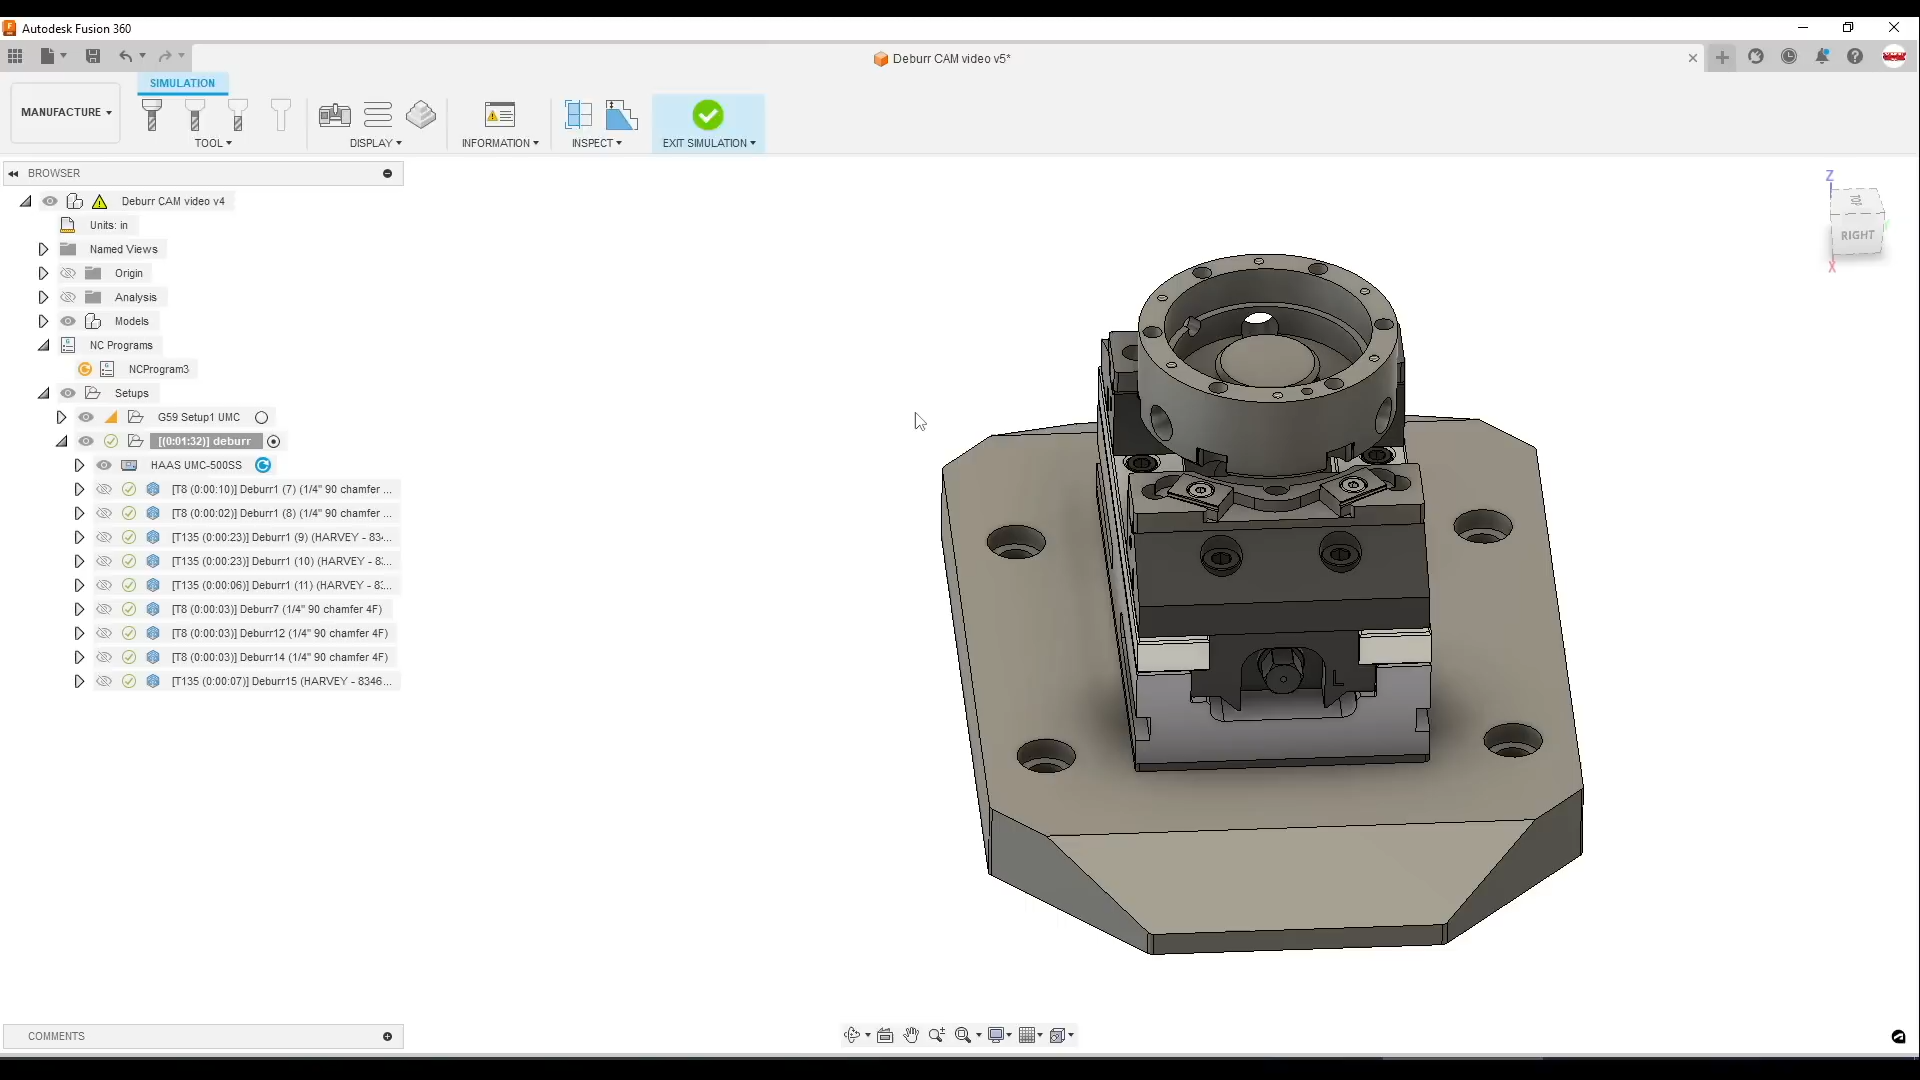 Autodesk Fusion 360
Deburr CAM video v5*
SIMULATION
MANUFACTURE
TOOL
DISPLAY
INFORMATION
INSPECT
EXIT SIMULATION
BROWSER
Deburr CAM video v4
Units: in
Named Views
Origin
Analysis
Models
NC Programs
NCProgram3
Setups
G59 Setup1 UMC
[(0:01:32)] deburr
HAAS UMC-500SS
[T8 (0:00:10)] Deburr1 (7) (1/4" 90 chamfer ...
[T8 (0:00:02)] Deburr1 (8) (1/4" 90 chamfer ...
[T135 (0:00:23)] Deburr1 (9) (HARVEY - 834...
[T135 (0:00:23)] Deburr1 (10) (HARVEY - 8...
[T135 (0:00:06)] Deburr1 (11) (HARVEY - 8...
[T8 (0:00:03)] Deburr7 (1/4" 90 chamfer 4F)
[T8 (0:00:03)] Deburr12 (1/4" 90 chamfer 4F)
[T8 (0:00:03)] Deburr14 (1/4" 90 chamfer 4F)
[T135 (0:00:07)] Deburr15 (HARVEY - 8346...
Z
TOP
RIGHT
X
L
COMMENTS